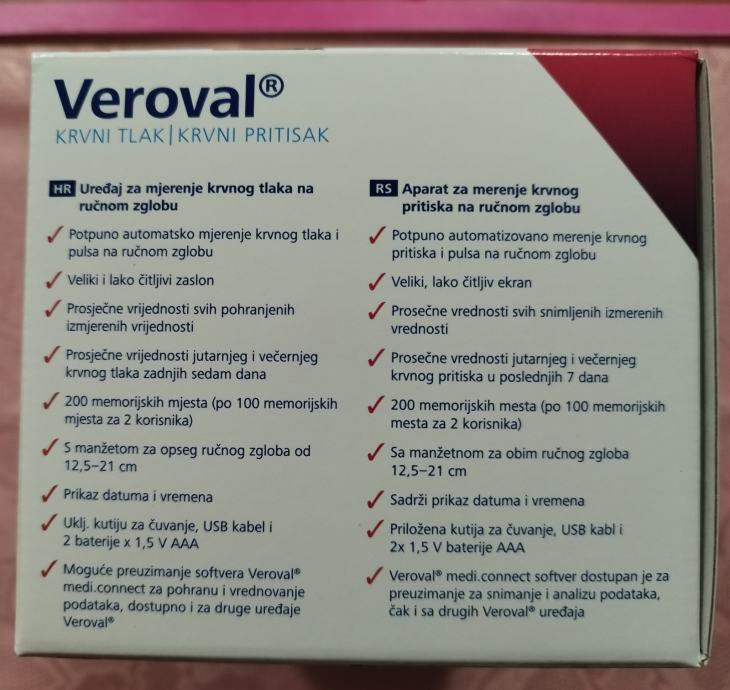 Veroval®
KRVNI TLAK|KRVNI PRITISAK
HR Uređaj za mjerenje krvnog tlaka na
ručnom zglobu
✓ Potpuno automatsko mjerenje krvnog tlaka i
pulsa na ručnom zglobu
✓ Veliki i lako čitljivi zaslon
✓ Prosječne vrijednosti svih pohranjenih
izmjerenih vrijednosti
✓ Prosječne vrijednosti jutarnjeg i večernjeg
krvnog tlaka zadnjih sedam dana
✓ 200 memorijskih mjesta (po 100 memorijskih
mjesta za 2 korisnika)
✓ S manžetom za opseg ručnog zgloba od
12,5–21 cm
✓ Prikaz datuma i vremena
✓ Uklj. kutiju za čuvanje, USB kabel i
2 baterije x 1,5 V AAA
✓ Moguće preuzimanje softvera Veroval®
medi.connect za pohranu i vrednovanje
podataka, dostupno i za druge uređaje
Veroval®
RS Aparat za merenje krvnog
pritiska na ručnom zglobu
✓ Potpuno automatizovano merenje krvnog
pritiska i pulsa na ručnom zglobu
✓ Veliki, lako čitljiv ekran
✓ Prosečne vrednosti svih snimljenih izmerenih
vrednosti
✓ Prosečne vrednosti jutarnjeg i večernjeg
krvnog pritiska u poslednjih 7 dana
✓ 200 memorijskih mesta (po 100 memorijskih
mesta za 2 korisnika)
✓ Sa manžetnom za obim ručnog zgloba
12,5–21 cm
✓ Sadrži prikaz datuma i vremena
✓ Priložena kutija za čuvanje, USB kabl i
2x 1,5 V baterije AAA
✓ Veroval® medi.connect softver dostupan je za
preuzimanje za snimanje i analizu podataka,
čak i sa drugih Veroval® uređaja